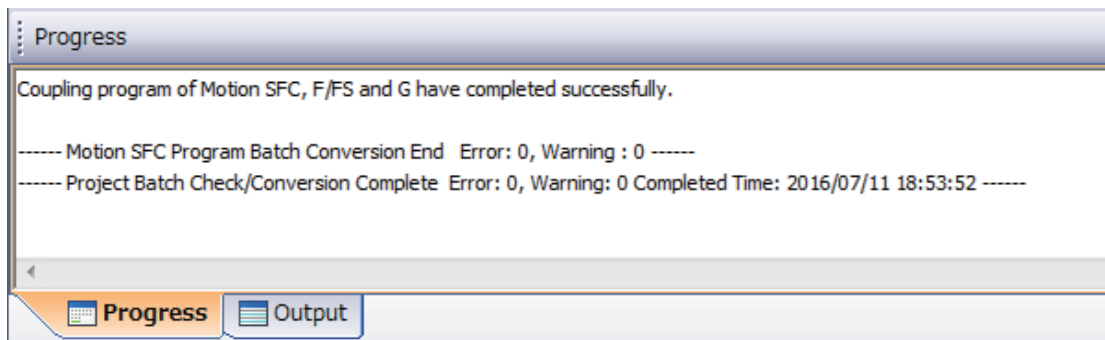 Progress
Coupling program of Motion SFC, F/FS and G have completed successfully.
------ Motion SFC Program Batch Conversion End Error: 0, Warning : 0 ------
------ Project Batch Check/Conversion Complete Error: 0, Warning: 0 Completed Time: 2016/07/11 18:53:52 ------
Progress Output